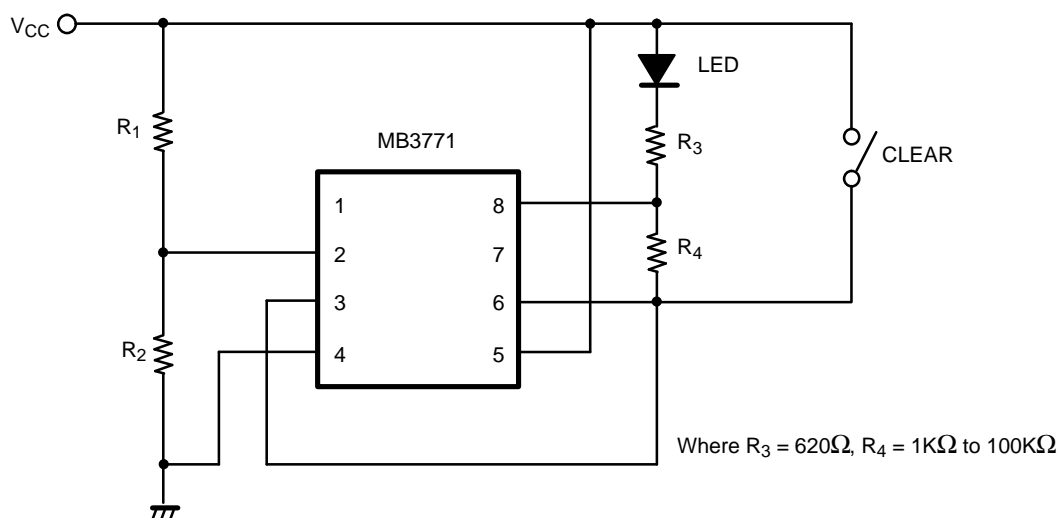 VCC
LED
R1
R3
MB3771
CLEAR
1
8
2
7
R4
3
6
R2
4
5
Where R3 = 620Ω, R4 = 1KΩ to 100KΩ